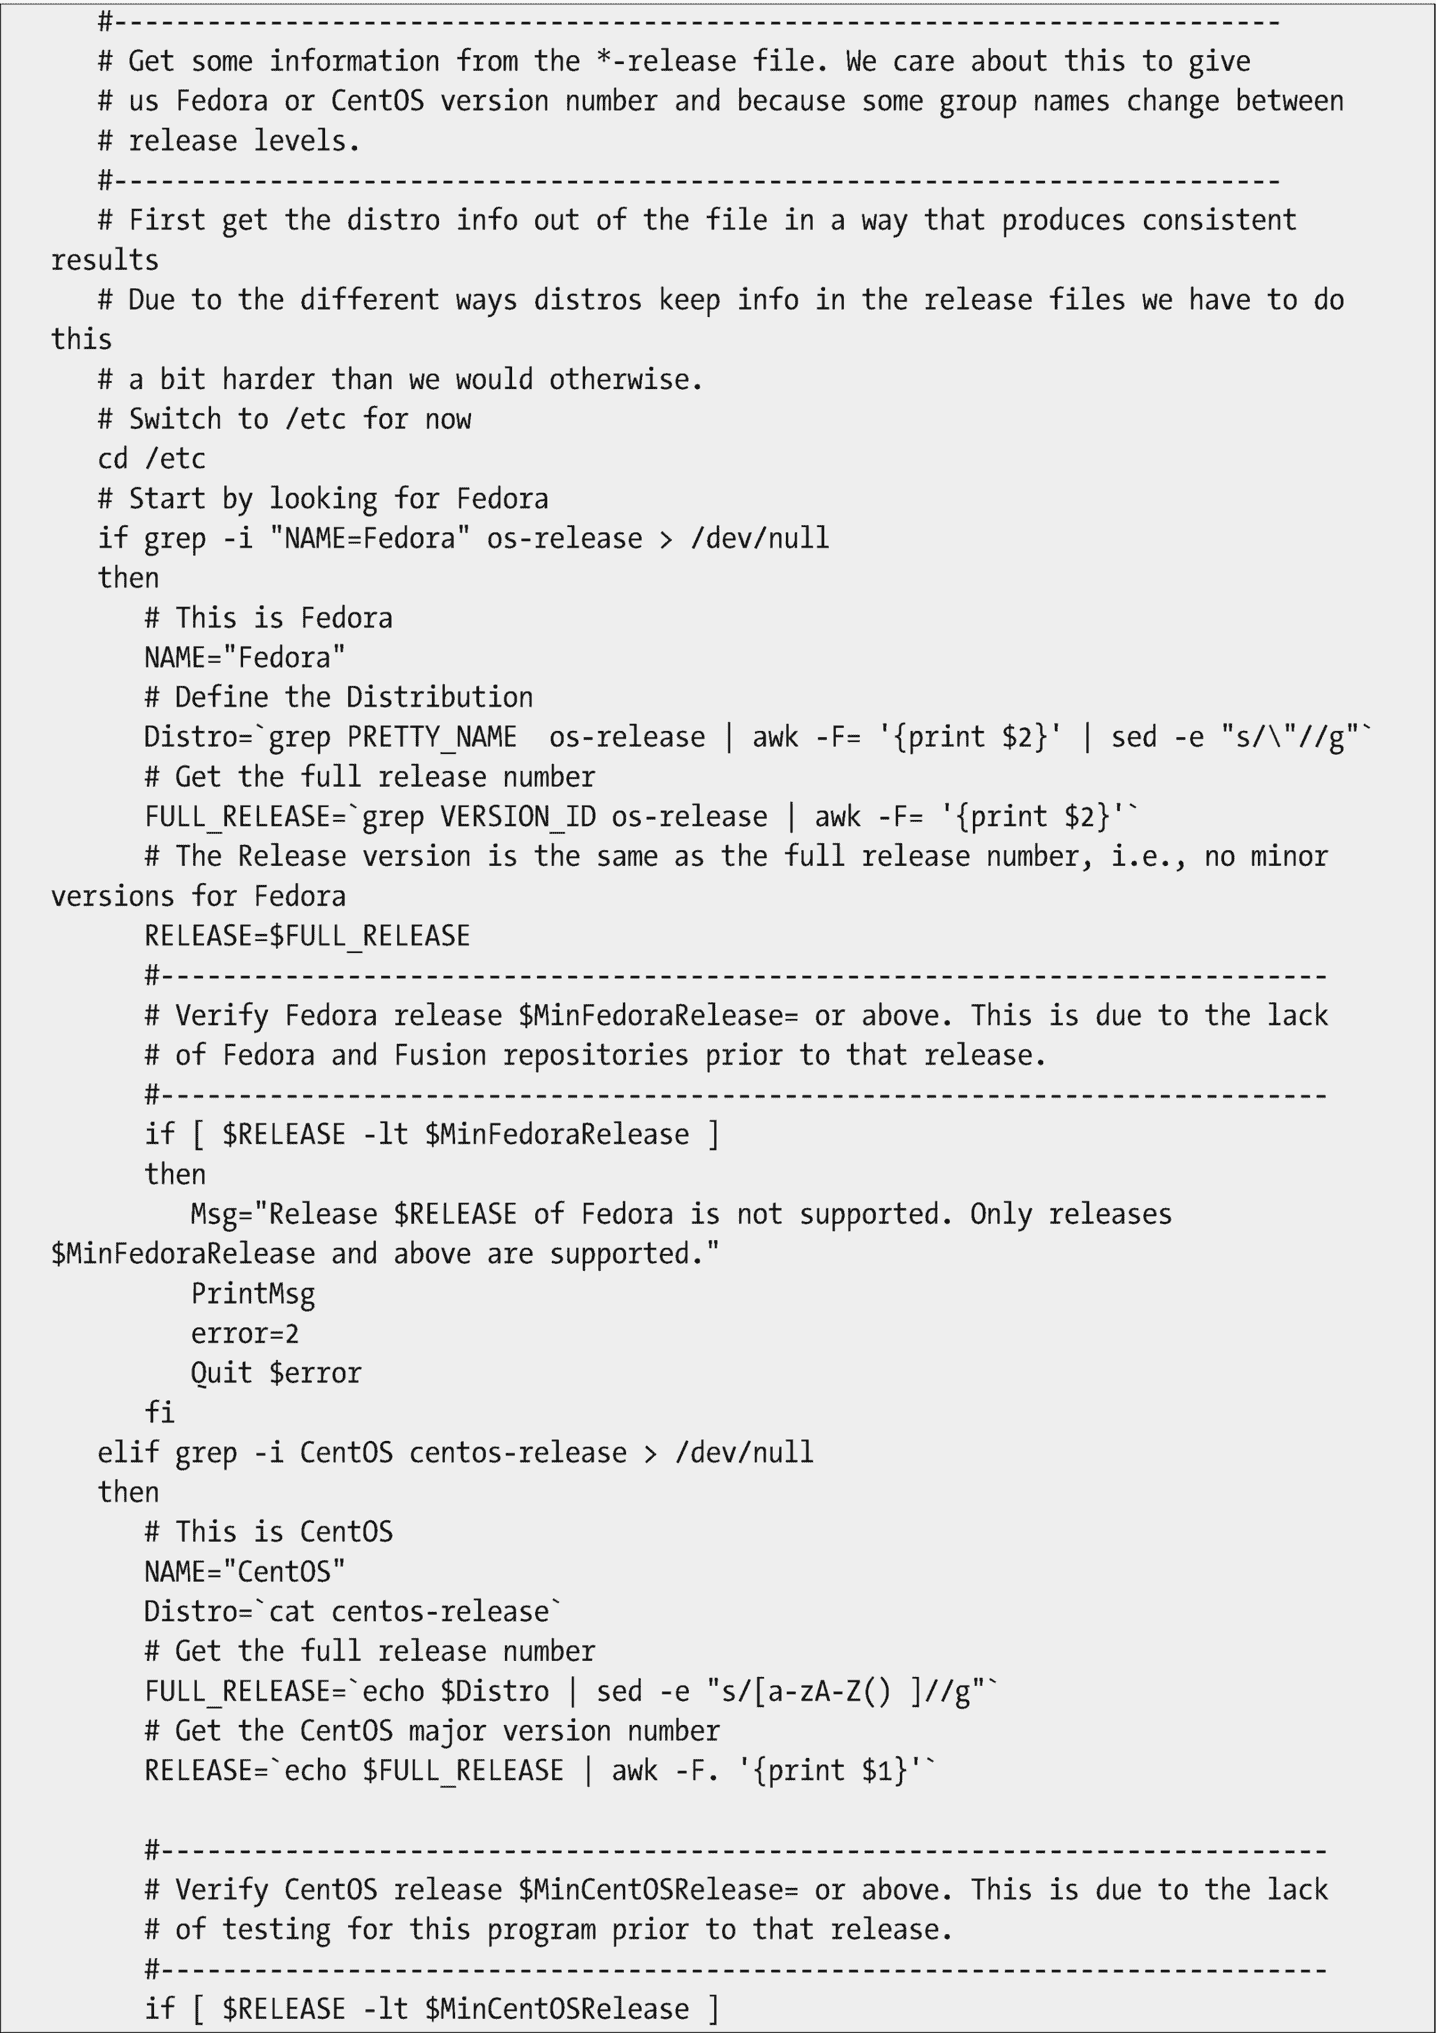 #---------------------------------------------------------------------------
# Get some information from the *-release file. We care about this to give
# us Fedora or CentOS version number and because some group names change between
# release levels.
#---------------------------------------------------------------------------
# First get the distro info out of the file in a way that produces consistent
results
# Due to the different ways distros keep info in the release files we have to do
this
# a bit harder than we would otherwise.
# Switch to /etc for now
cd /etc
# Start by looking for Fedora
if grep -i "NAME=Fedora" os-release > /dev/null
then
# This is Fedora
NAME="Fedora"
# Define the Distribution
Distro=`grep PRETTY_NAME  os-release | awk -F= '{print $2}' | sed -e "s/\"//g"`
# Get the full release number
FULL_RELEASE=`grep VERSION_ID os-release | awk -F= '{print $2}'`
# The Release version is the same as the full release number, i.e., no minor
versions for Fedora
RELEASE=$FULL_RELEASE
#---------------------------------------------------------------------------
# Verify Fedora release $MinFedoraRelease= or above. This is due to the lack
# of Fedora and Fusion repositories prior to that release.
#---------------------------------------------------------------------------
if [ $RELEASE -lt $MinFedoraRelease ]
then
Msg="Release $RELEASE of Fedora is not supported. Only releases
$MinFedoraRelease and above are supported."
PrintMsg
error=2
Quit $error
fi
elif grep -i CentOS centos-release > /dev/null
then
# This is CentOS
NAME="CentOS"
Distro=`cat centos-release`
# Get the full release number
FULL_RELEASE=`echo $Distro | sed -e "s/[a-zA-Z() ]//g"`
# Get the CentOS major version number
RELEASE=`echo $FULL_RELEASE | awk -F. '{print $1}'`
#---------------------------------------------------------------------------
# Verify CentOS release $MinCentOSRelease= or above. This is due to the lack
# of testing for this program prior to that release.
#---------------------------------------------------------------------------
if [ $RELEASE -lt $MinCentOSRelease ]